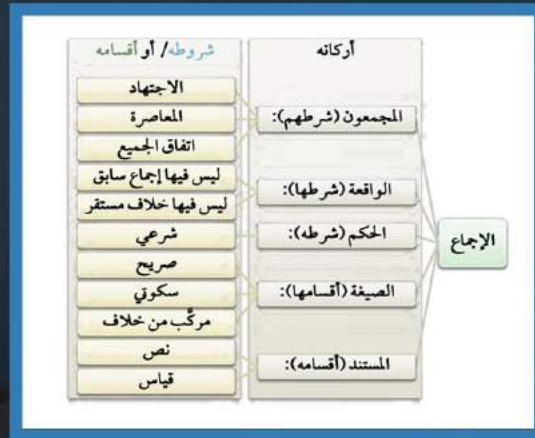 أركانه
شروطه/ أو أقسامه
الإجماع
المجمعون (شرطهم):
الاجتهاد
المعاصرة
اتفاق الجميع
الواقعة (شرطها):
ليس فيها إجماع سابق
ليس فيها خلاف مستقر
الحكم (شرطه):
شرعي
الصيغة (أقسامها):
صريح
سكوتي
مركَّب من خلاف
المستند (أقسامه):
نص
قياس